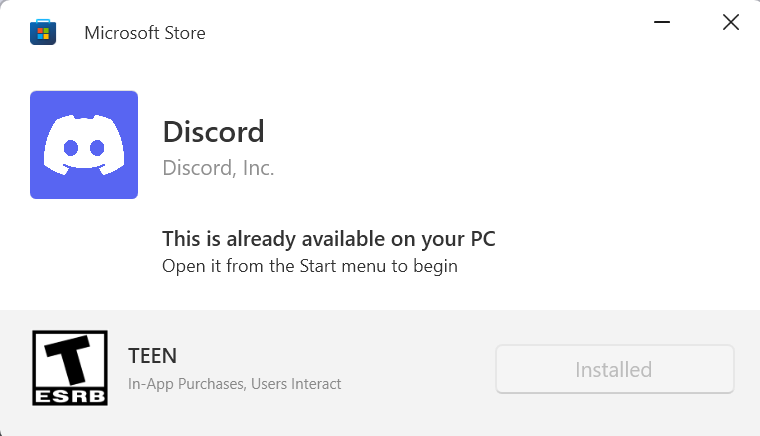 Microsoft Store
Discord
Discord, Inc.
This is already available on your PC
Open it from the Start menu to begin
T
ESRB
TEEN
In-App Purchases, Users Interact
Installed